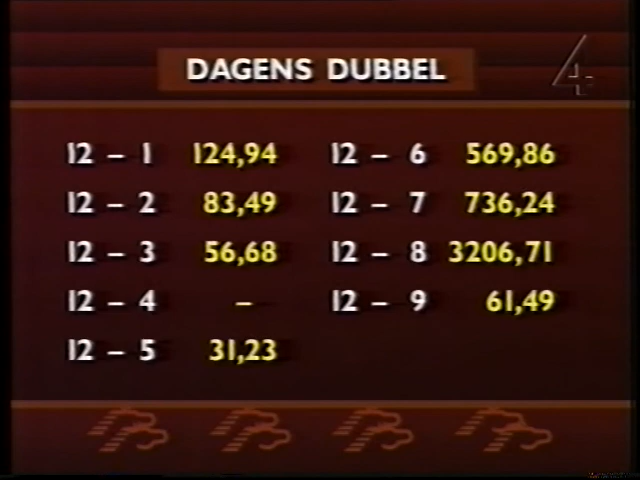 DAGENS DUBBEL
4
12 – 1 124,94 12 – 6 569,86
12 – 2 83,49 12 – 7 736,24
12 – 3 56,68 12 – 8 3206,71
12 – 4 – 12 – 9 61,49
12 – 5 31,23